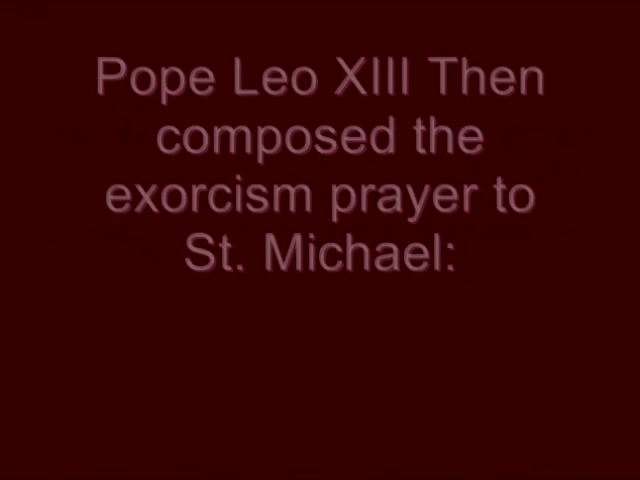 Pope Leo XIII Then
composed the
exorcism prayer to
St. Michael: